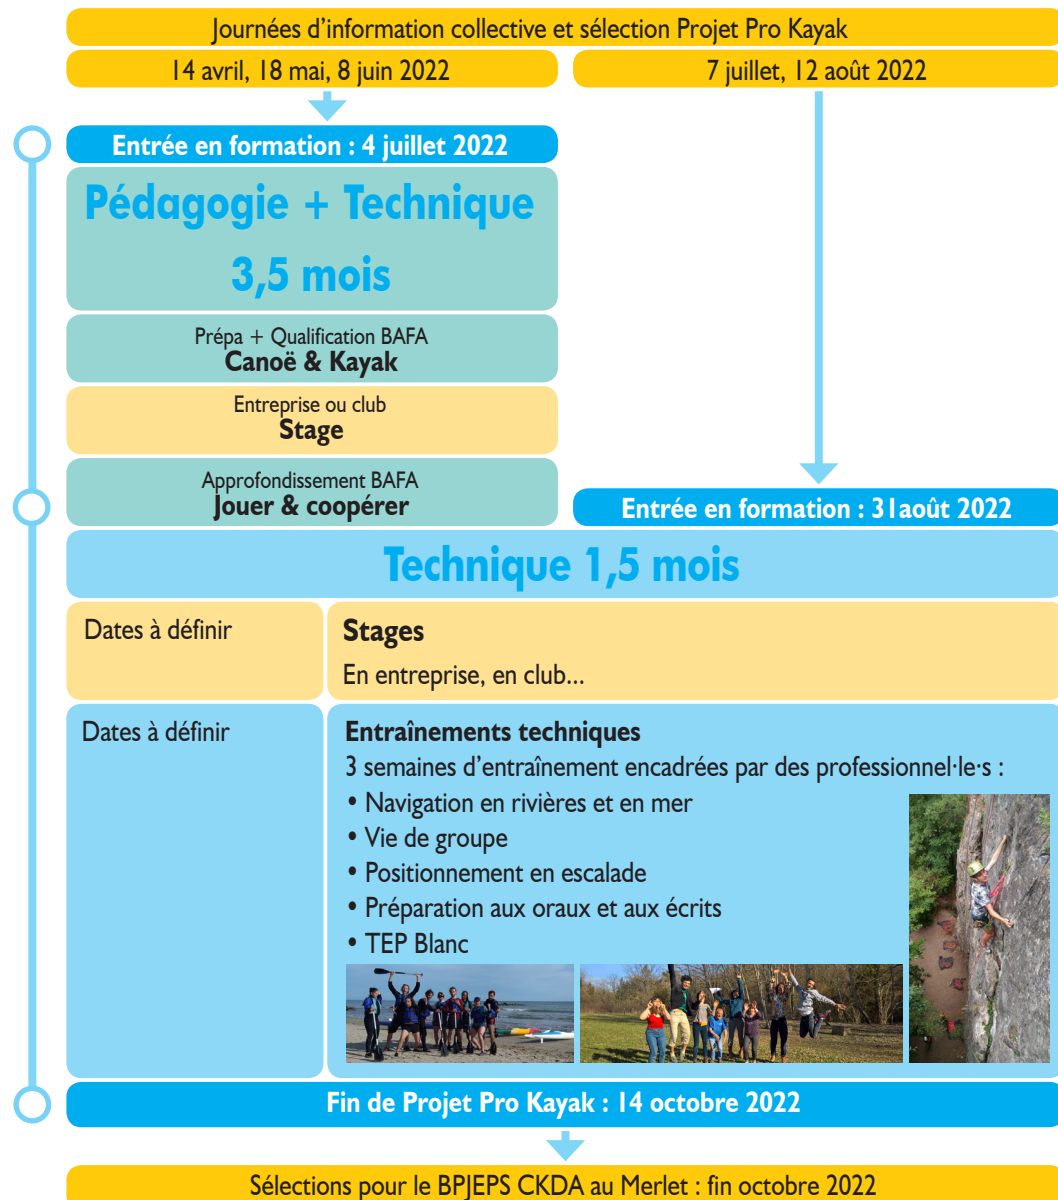 Journées d'information collective et sélection Projet Pro Kayak
14 avril, 18 mai, 8 juin 2022
7 juillet, 12 août 2022
Entrée en formation : 4 juillet 2022
Pédagogie + Technique
3,5 mois
Prépa + Qualification BAFA
Canoë & Kayak
Entreprise ou club
Stage
Approfondissement BAFA
Jouer & coopérer
Entrée en formation : 31août 2022
Technique 1,5 mois
Dates à définir
Stages
En entreprise, en club...
Dates à définir
Entraînements techniques
3 semaines d'entraînement encadrées par des professionnel·le·s :
• Navigation en rivières et en mer
• Vie de groupe
• Positionnement en escalade
• Préparation aux oraux et aux écrits
• TEP Blanc
Fin de Projet Pro Kayak : 14 octobre 2022
Sélections pour le BPJEPS CKDA au Merlet : fin octobre 2022